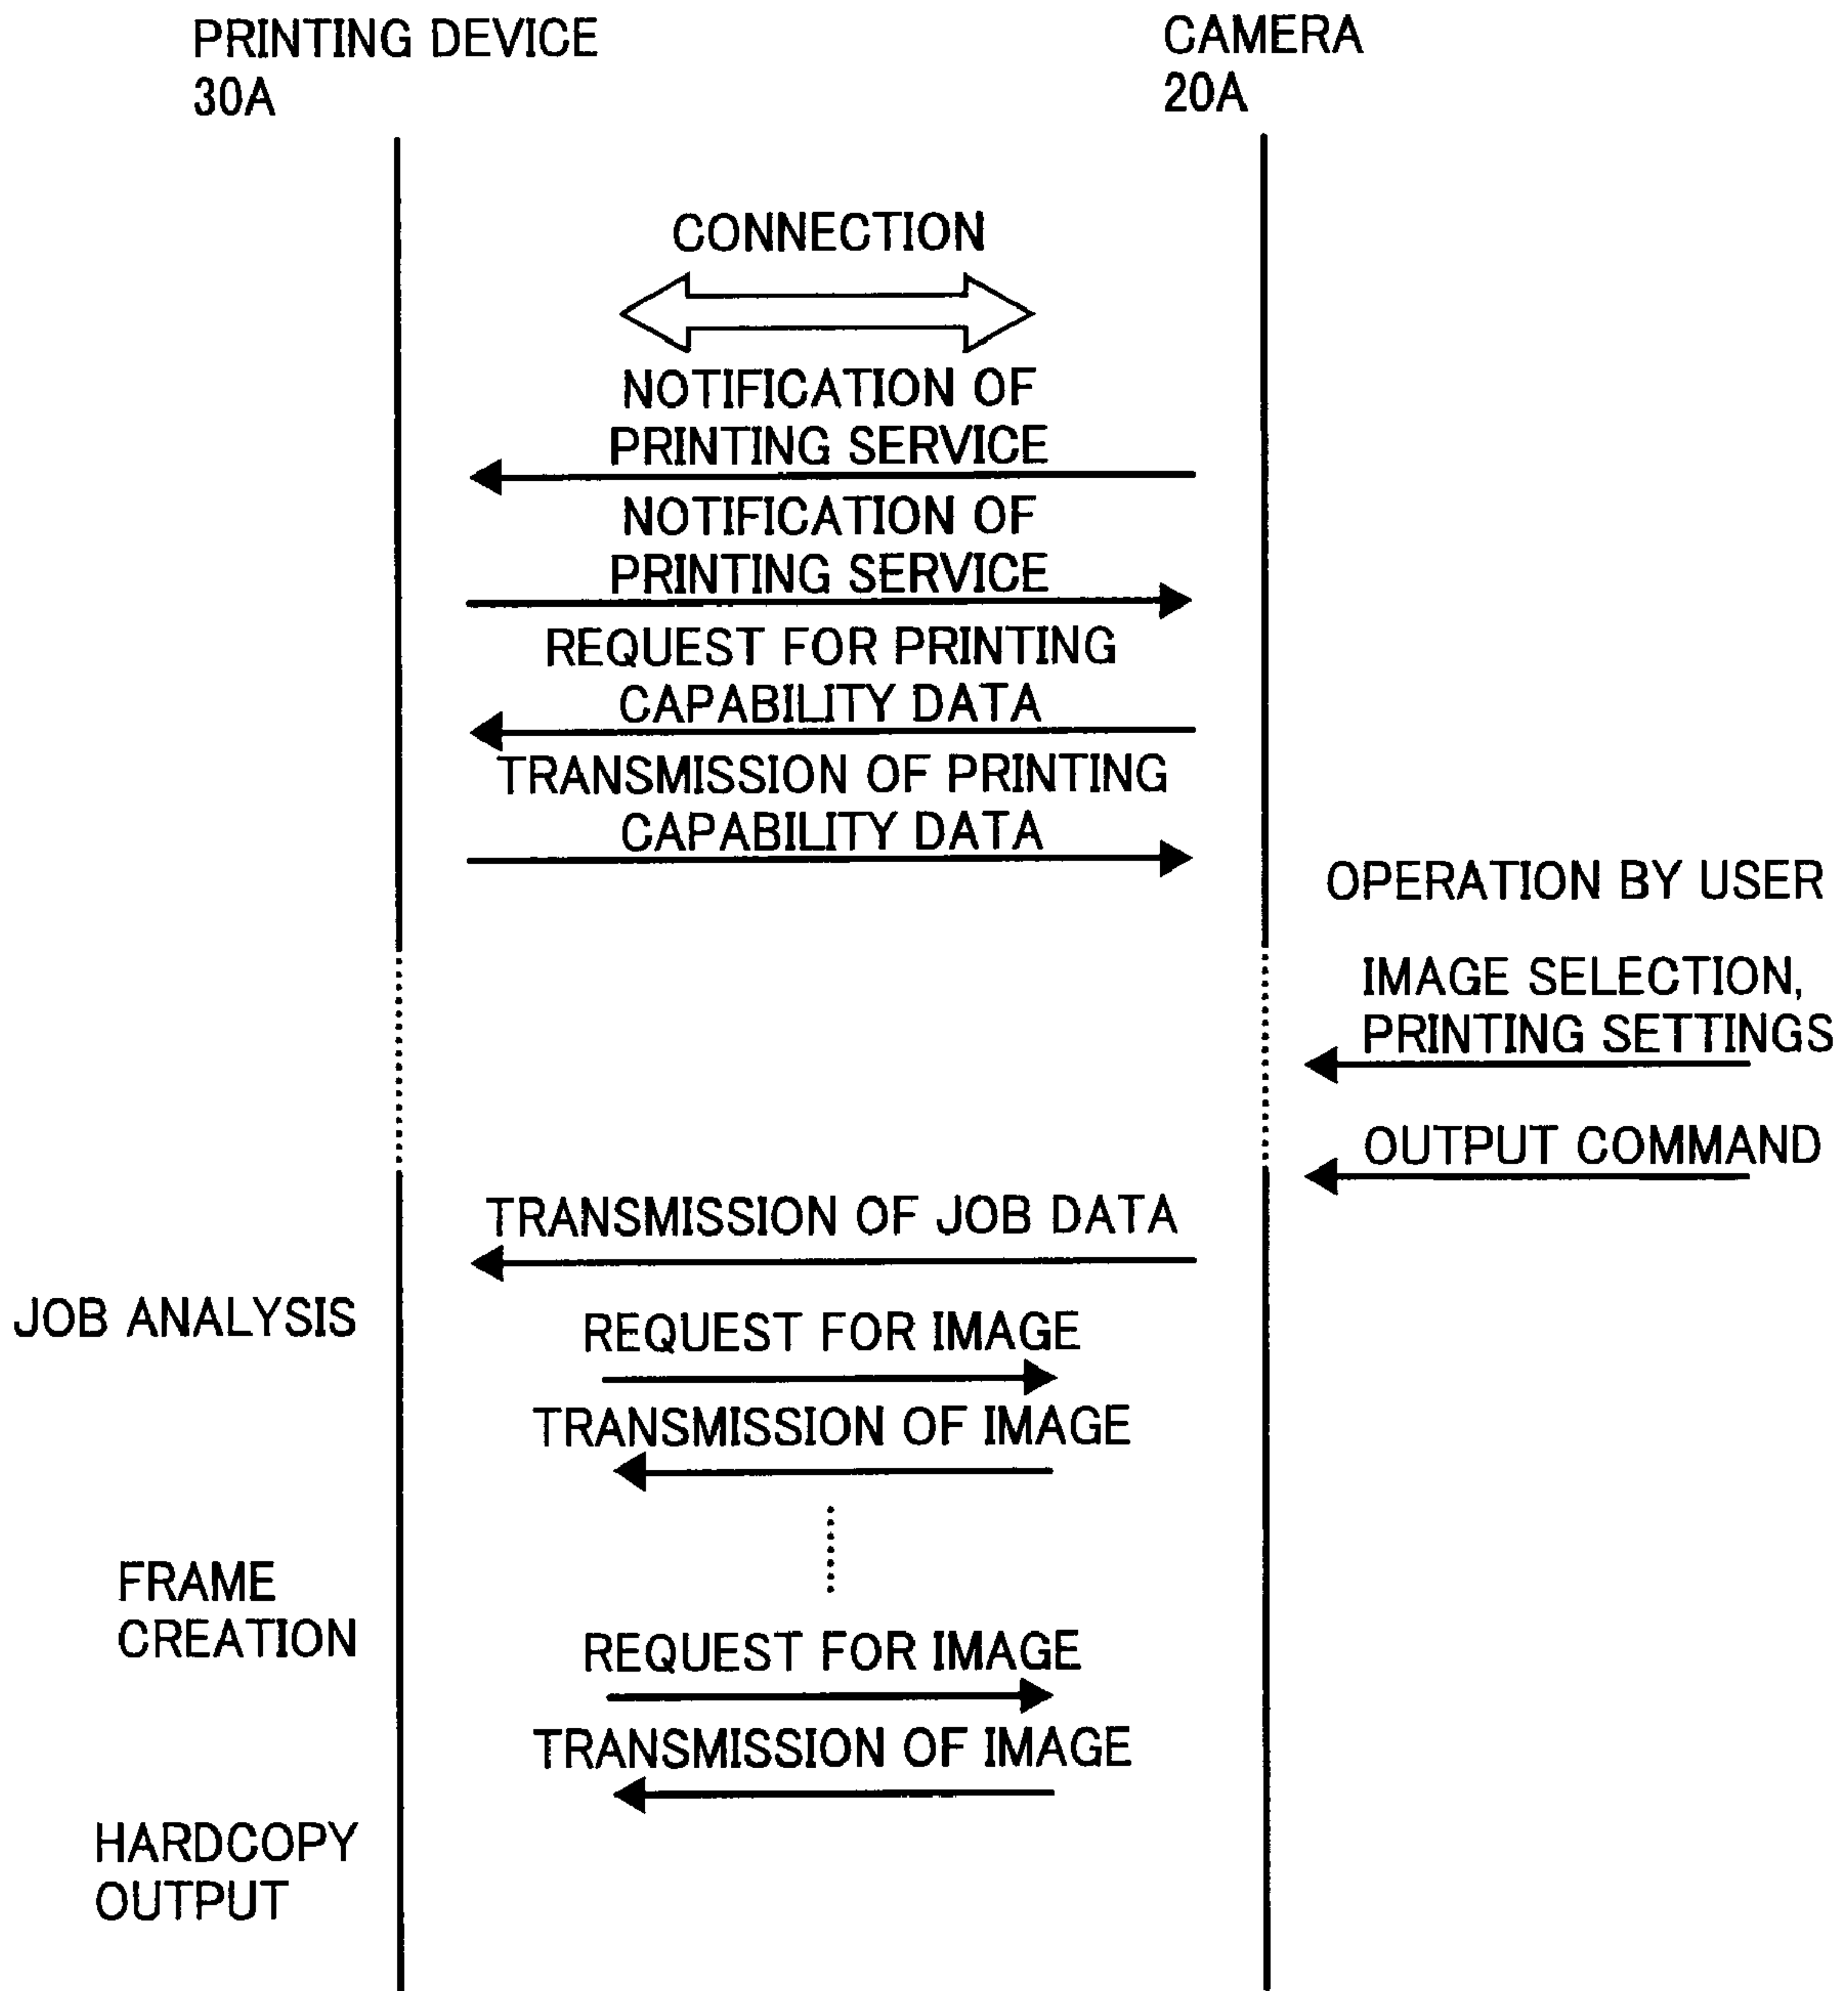 PRINTING DEVICE
30A
CAMERA
20A
CONNECTION
NOTIFICATION OF
PRINTING SERVICE
NOTIFICATION OF
PRINTING SERVICE
REQUEST FOR PRINTING
CAPABILITY DATA
TRANSMISSION OF PRINTING
CAPABILITY DATA
OPERATION BY USER
IMAGE SELECTION,
PRINTING SETTINGS
OUTPUT COMMAND
TRANSMISSION OF JOB DATA
JOB ANALYSIS
REQUEST FOR IMAGE
TRANSMISSION OF IMAGE
FRAME
CREATION
REQUEST FOR IMAGE
TRANSMISSION OF IMAGE
HARDCOPY
OUTPUT